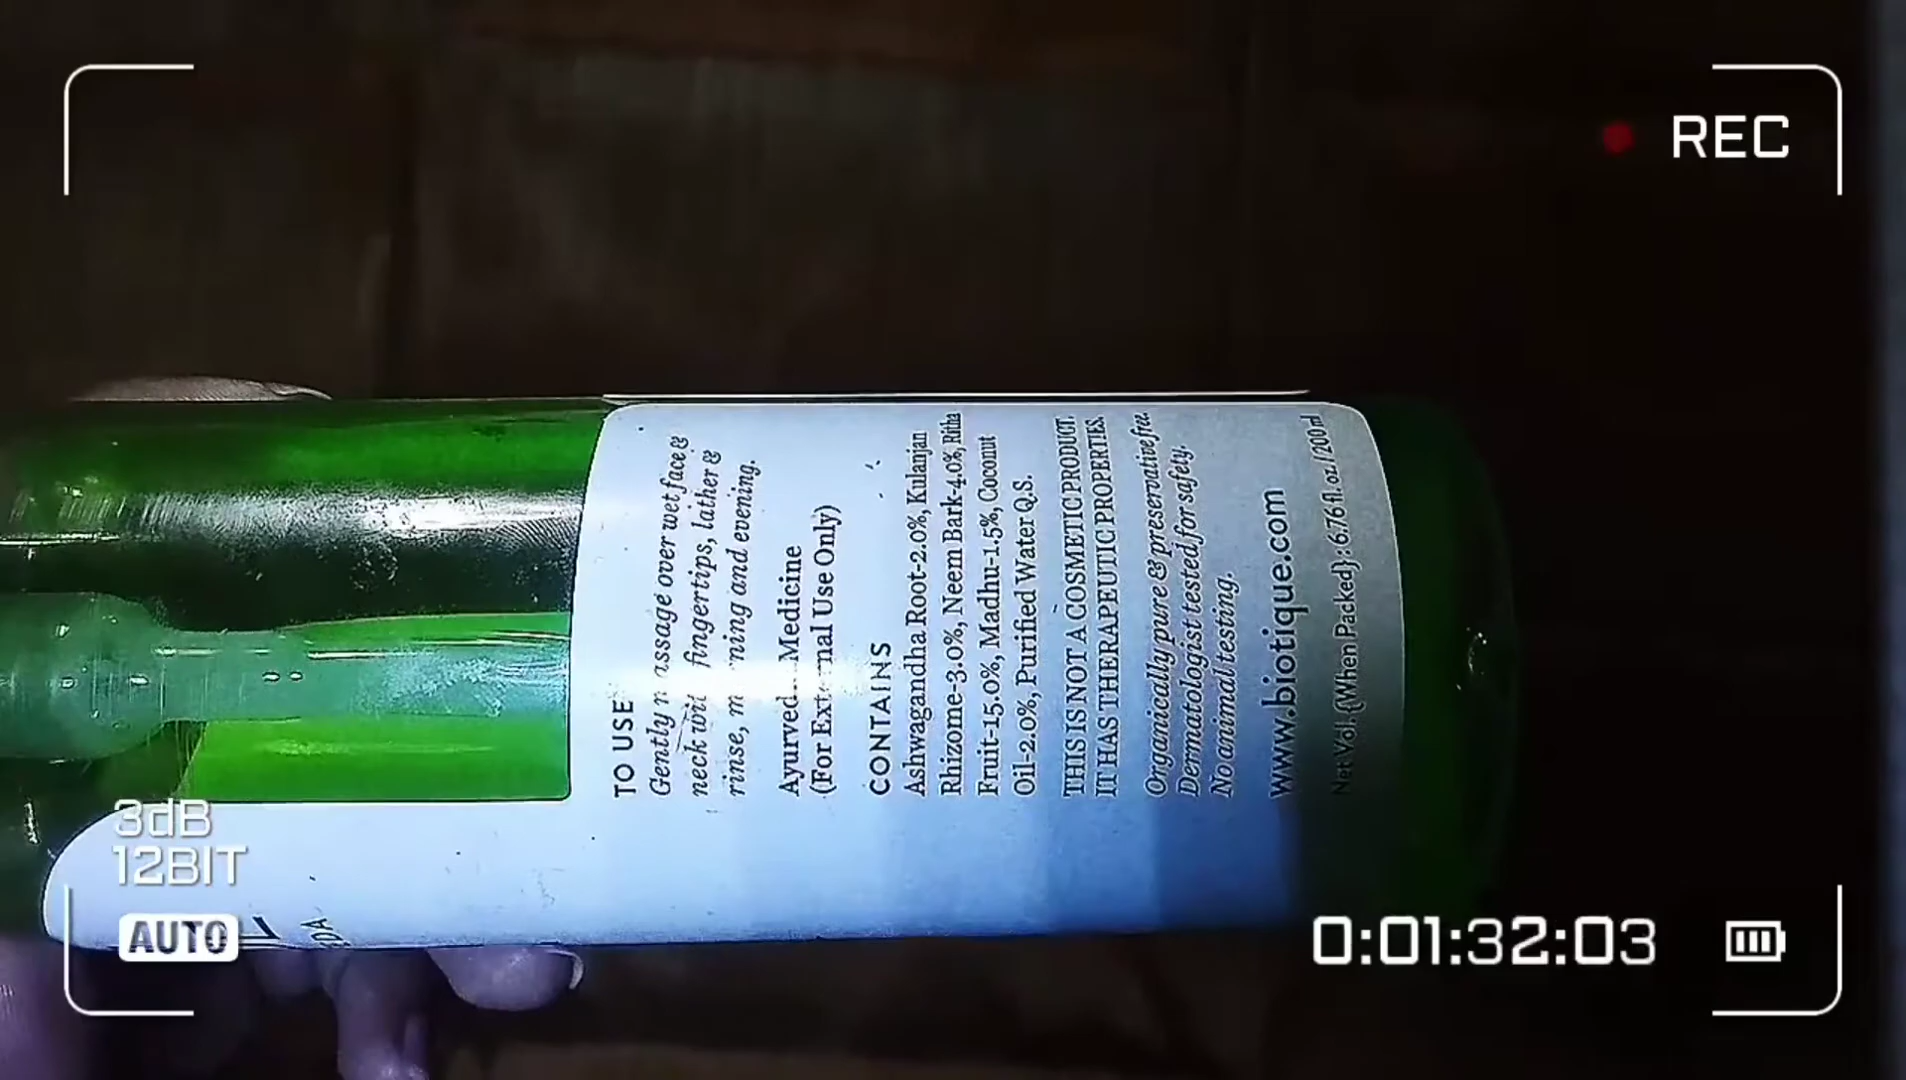 REC
TO USE
Gently massage over wet face &
neck with fingertips, lather &
rinse, morning and evening.
Ayurvedic Medicine
(For External Use Only)
CONTAINS
Ashwagandha Root-2.0%, Kulanjan
Rhizome-3.0%, Neem Bark-4.0%, Ritha
Fruit-15.0%, Madhu-1.5%, Coconut
Oil-2.0%, Purified Water Q.S.
THIS IS NOT A COSMETIC PRODUCT.
IT HAS THERAPEUTIC PROPERTIES.
Organically pure & preservative free.
Dermatologist tested for safety.
No animal testing.
www.biotique.com
Net Vol. {When Packed}: 6.76 fl. oz./200ml
3dB
12BIT
AUTO
0:01:32:03